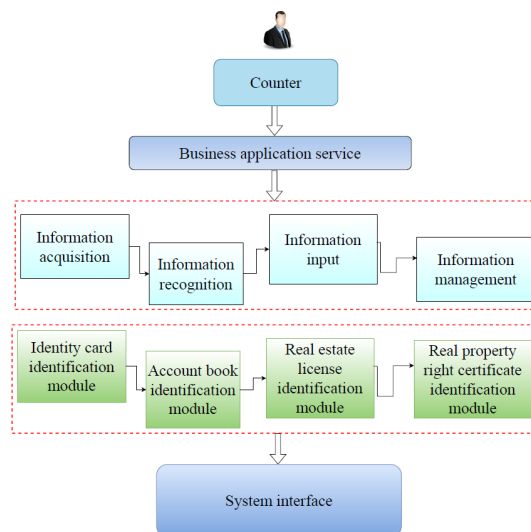 Counter
Business application service
Information
acquisition
Information
recognition
Information
input
Information
management
Identity card
identification
module
Account book
identification
module
Real estate
license
identification
module
Real property
right certificate
identification
module
System interface